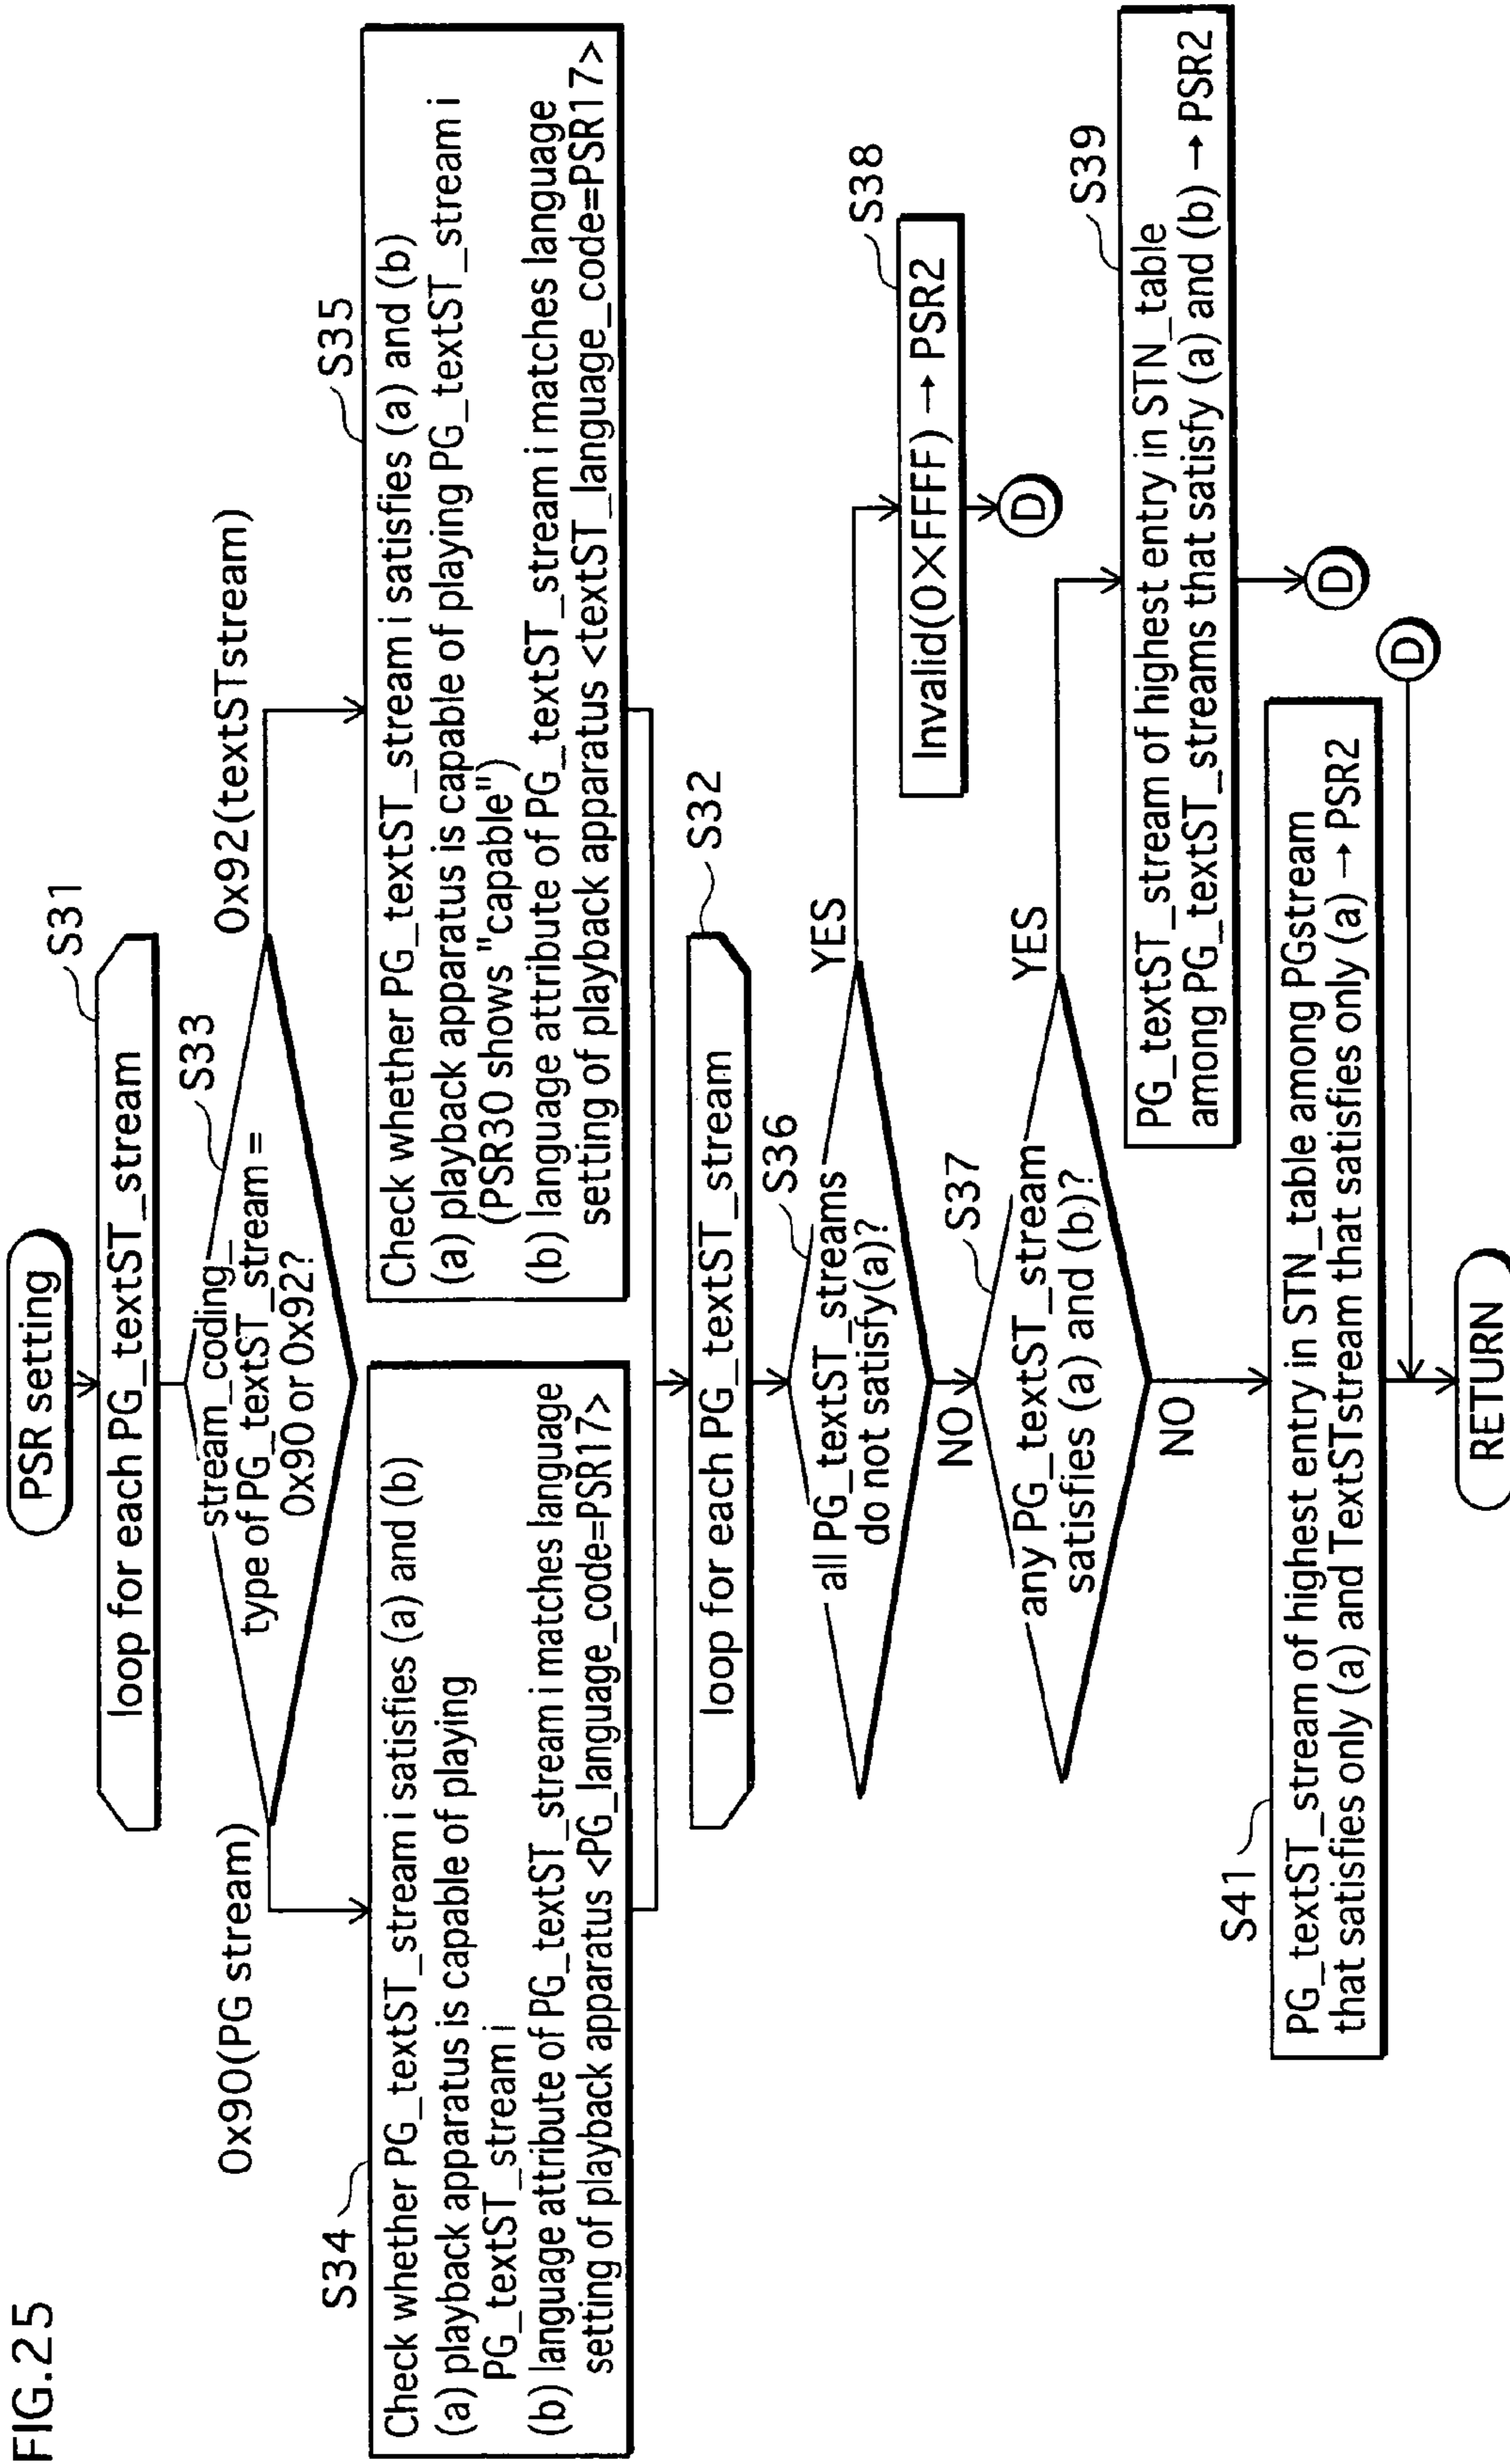 FIG.25
PSR setting
S31
loop for each PG_textST_stream
S33
stream_coding_
type of PG_textST_stream =
0x90 or 0x92?
0x90(PG stream)
0x92(textSTstream)
S34
Check whether PG_textST_stream i satisfies (a) and (b)
(a) playback apparatus is capable of playing
PG_textST_stream i
(b) language attribute of PG_textST_stream i matches language
setting of playback apparatus <PG_language_code=PSR17>
S35
Check whether PG_textST_stream i satisfies (a) and (b)
(a) playback apparatus is capable of playing PG_textST_stream i
(PSR30 shows "capable")
(b) language attribute of PG_textST_stream i matches language
setting of playback apparatus <textST_language_code=PSR17>
S32
loop for each PG_textST_stream
S36
all PG_textST_streams
do not satisfy(a)?
YES
NO
S38
Invalid(0×FFFF) → PSR2
D
S37
any PG_textST_stream
satisfies (a) and (b)?
YES
NO
S39
PG_textST_stream of highest entry in STN_table
among PG_textST_streams that satisfy (a) and (b) → PSR2
D
S41
PG_textST_stream of highest entry in STN_table among PGstream
that satisfies only (a) and TextSTstream that satisfies only (a) → PSR2
D
RETURN